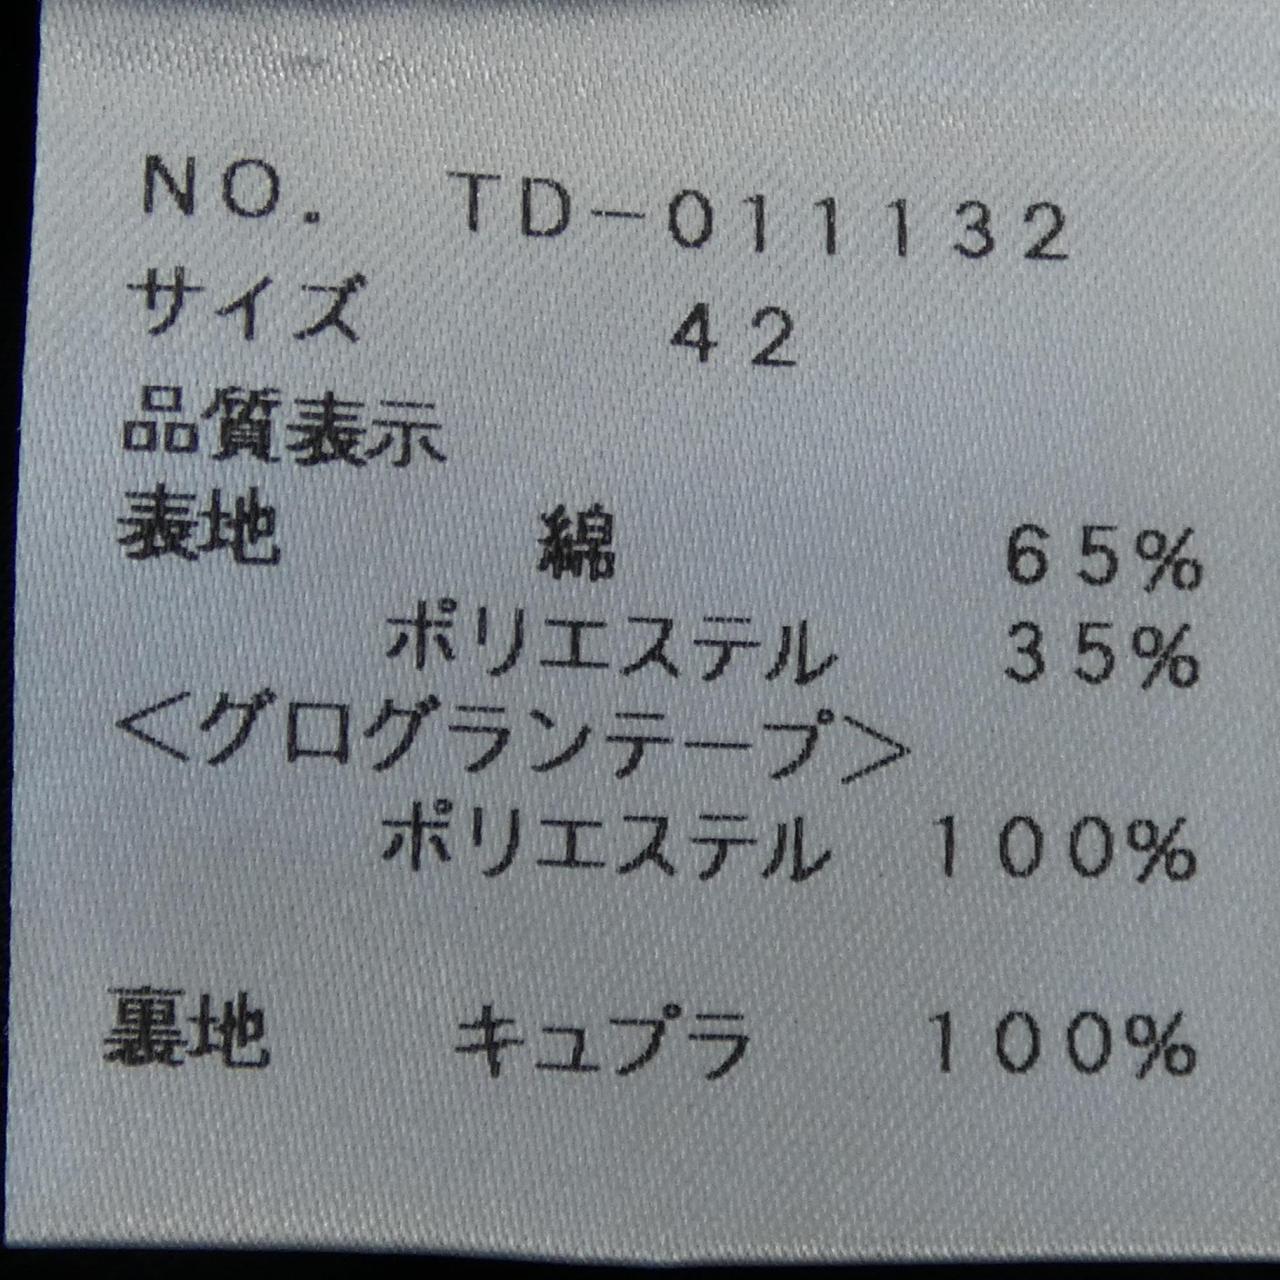 NO. TD-011132
サイズ 42
品質表示
表地 綿 65%
ポリエステル 35%
<グログランテープ>
ポリエステル 100%
裏地 キュプラ 100%